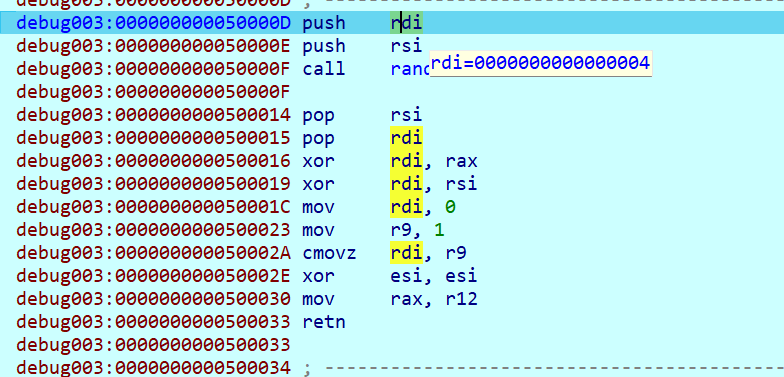 debug003:000000000050000D ; -------------------------------------------
debug003:000000000050000D push rdi
debug003:000000000050000E push rsi
debug003:000000000050000F call
rdi=0000000000000004
debug003:000000000050000F
debug003:0000000000500014 pop rsi
debug003:0000000000500015 pop rdi
debug003:0000000000500016 xor rdi, rax
debug003:0000000000500019 xor rdi, rsi
debug003:000000000050001C mov rdi, 0
debug003:0000000000500023 mov r9, 1
debug003:000000000050002A cmovz rdi, r9
debug003:000000000050002E xor esi, esi
debug003:0000000000500030 mov rax, r12
debug003:0000000000500033 retn
debug003:0000000000500033
debug003:0000000000500034 ; -------------------------------------------